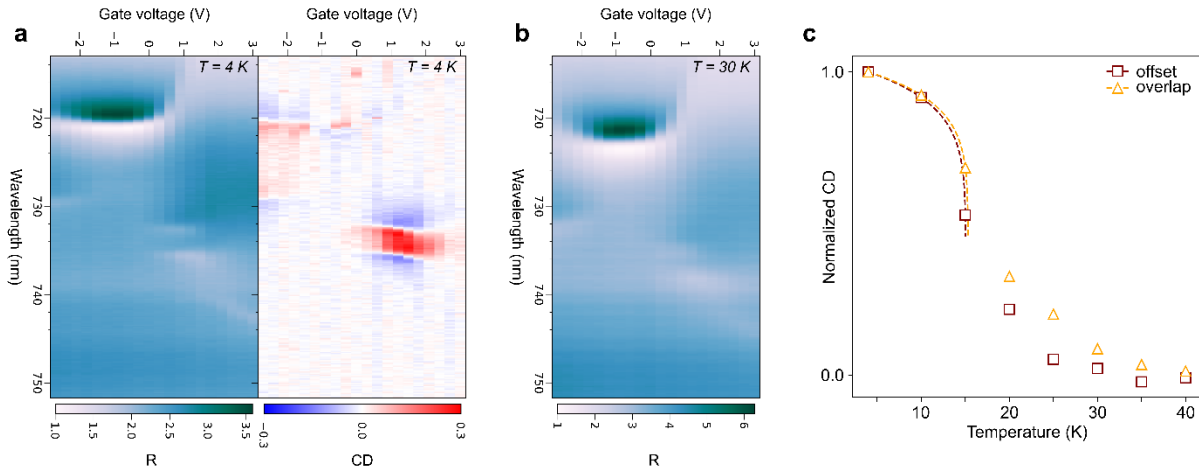 a
Gate voltage (V)
−2 −1 0 1 2 3
Gate voltage (V)
−2 −1 0 1 2 3
T = 4 K
T = 4 K
Wavelength (nm)
720
730
740
750
1.0 1.5 2.0 2.5 3.0 3.5
R
−0.3 0.0 0.3
CD
b
Gate voltage (V)
−2 −1 0 1 2 3
T = 30 K
Wavelength (nm)
720
730
740
750
1 2 3 4 5 6
R
c
offset
overlap
Normalized CD
1.0
0.0
10 20 30 40
Temperature (K)